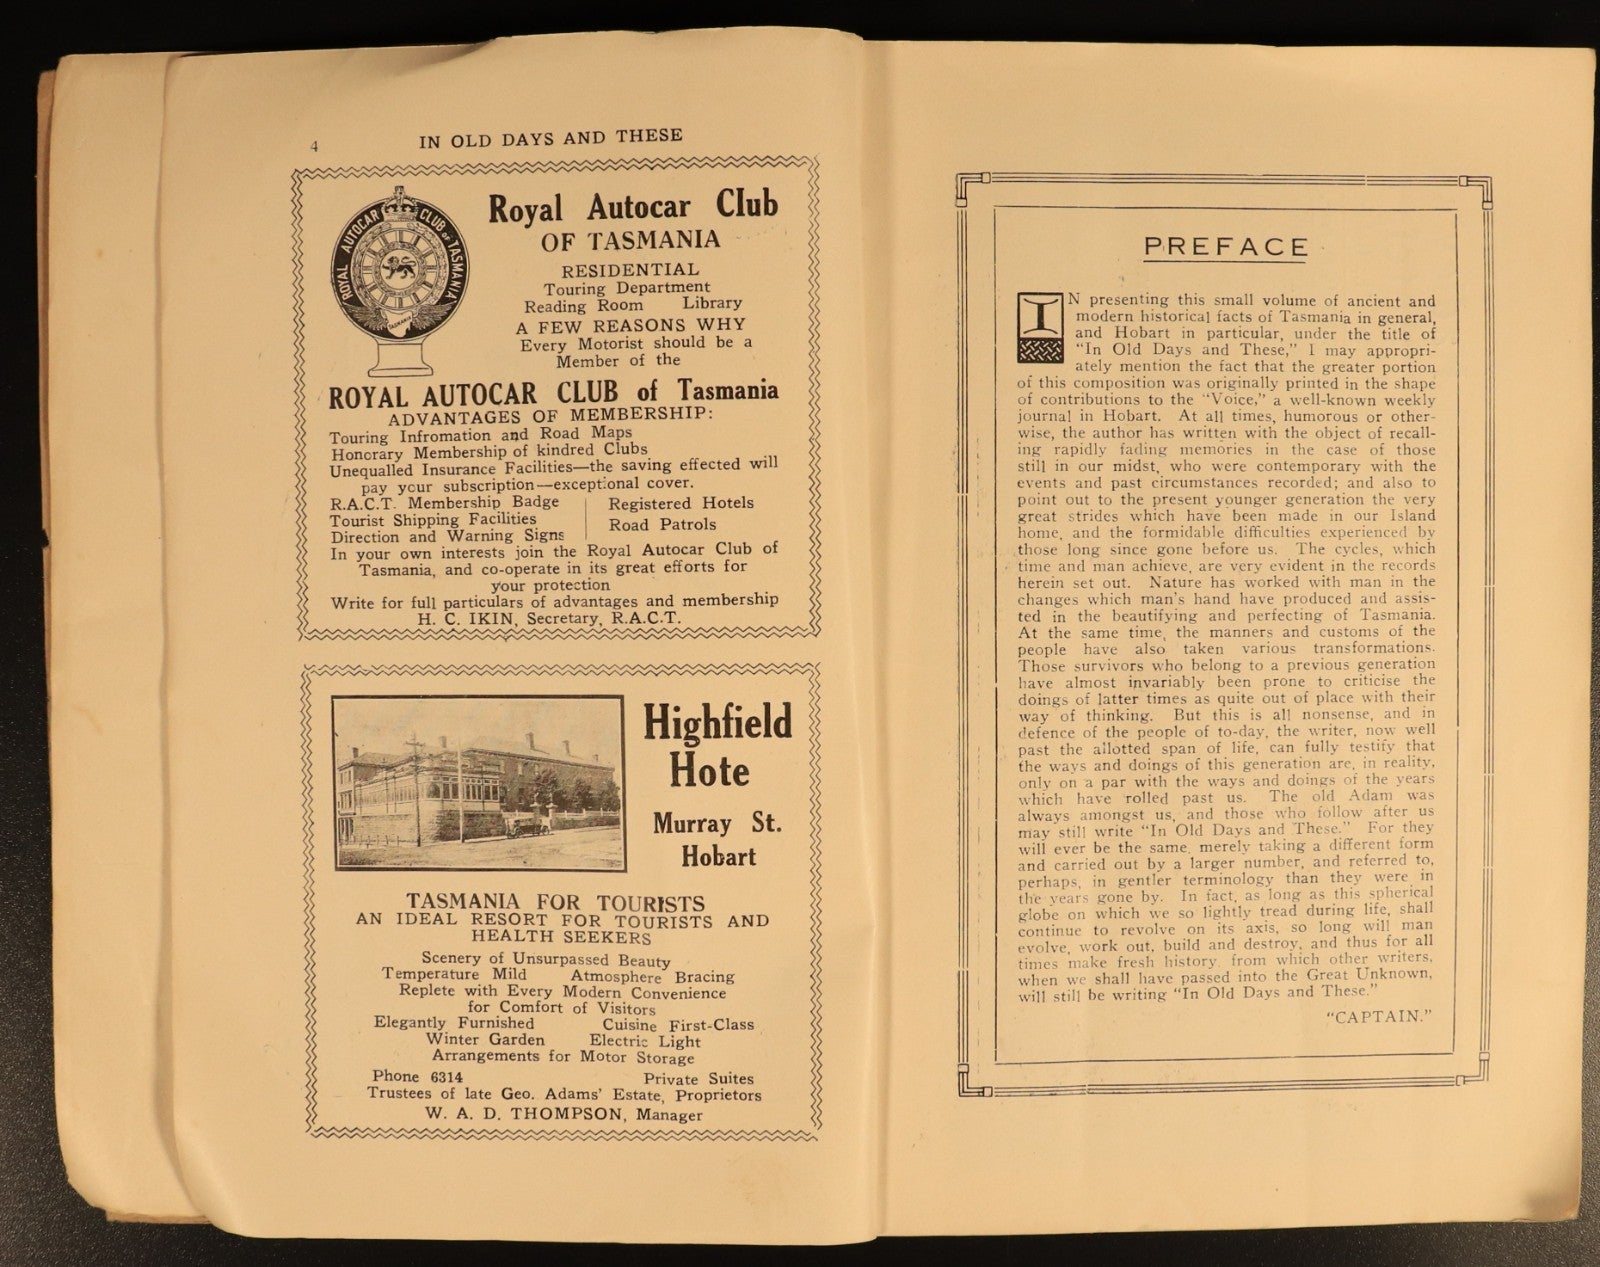 4
IN OLD DAYS AND THESE
ROYAL AUTOCAR CLUB OF TASMANIA
TASMANIA
Royal Autocar Club
OF TASMANIA
RESIDENTIAL
Touring Department
Reading Room Library
A FEW REASONS WHY
Every Motorist should be a
Member of the
ROYAL AUTOCAR CLUB of Tasmania
ADVANTAGES OF MEMBERSHIP:
Touring Infromation and Road Maps
Honorary Membership of kindred Clubs
Unequalled Insurance Facilities—the saving effected will
pay your subscription—exceptional cover.
R.A.C.T. Membership Badge
Tourist Shipping Facilities
Direction and Warning Signs
Registered Hotels
Road Patrols
In your own interests join the Royal Autocar Club of
Tasmania, and co-operate in its great efforts for
your protection
Write for full particulars of advantages and membership
H. C. IKIN, Secretary, R.A.C.T.
Highfield
Hote
Murray St.
Hobart
TASMANIA FOR TOURISTS
AN IDEAL RESORT FOR TOURISTS AND
HEALTH SEEKERS
Scenery of Unsurpassed Beauty
Temperature Mild Atmosphere Bracing
Replete with Every Modern Convenience
for Comfort of Visitors
Elegantly Furnished Cuisine First-Class
Winter Garden Electric Light
Arrangements for Motor Storage
Phone 6314 Private Suites
Trustees of late Geo. Adams' Estate, Proprietors
W. A. D. THOMPSON, Manager
PREFACE
IN presenting this small volume of ancient and
modern historical facts of Tasmania in general,
and Hobart in particular, under the title of
"In Old Days and These," I may appropri-
ately mention the fact that the greater portion
of this composition was originally printed in the shape
of contributions to the "Voice," a well-known weekly
journal in Hobart. At all times, humorous or other-
wise, the author has written with the object of recall-
ing rapidly fading memories in the case of those
still in our midst, who were contemporary with the
events and past circumstances recorded; and also to
point out to the present younger generation the very
great strides which have been made in our Island
home, and the formidable difficulties experienced by
those long since gone before us. The cycles, which
time and man achieve, are very evident in the records
herein set out. Nature has worked with man in the
changes which man's hand have produced and assis-
ted in the beautifying and perfecting of Tasmania.
At the same time, the manners and customs of the
people have also taken various transformations.
Those survivors who belong to a previous generation
have almost invariably been prone to criticise the
doings of latter times as quite out of place with their
way of thinking. But this is all nonsense, and in
defence of the people of to-day, the writer, now well
past the allotted span of life, can fully testify that
the ways and doings of this generation are, in reality,
only on a par with the ways and doings of the years
which have rolled past us. The old Adam was
always amongst us, and those who follow after us
may still write "In Old Days and These." For they
will ever be the same, merely taking a different form
and carried out by a larger number, and referred to,
perhaps, in gentler terminology than they were in
the years gone by. In fact, as long as this spherical
globe on which we so lightly tread during life, shall
continue to revolve on its axis, so long will man
evolve, work out, build and destroy, and thus for all
times make fresh history, from which other writers,
when we shall have passed into the Great Unknown,
will still be writing "In Old Days and These."
"CAPTAIN."